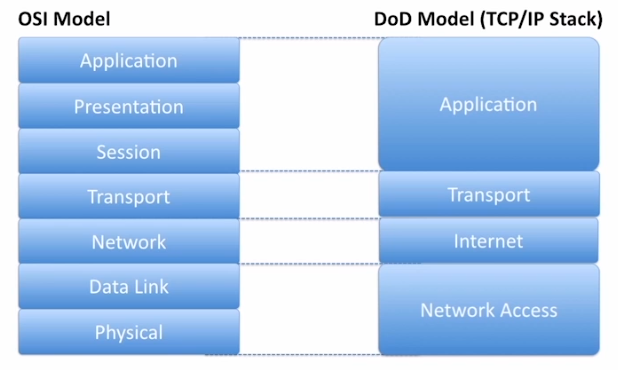 OSI Model
Application
Presentation
Session
Transport
Network
Data Link
Physical
DoD Model (TCP/IP Stack)
Application
Transport
Internet
Network Access